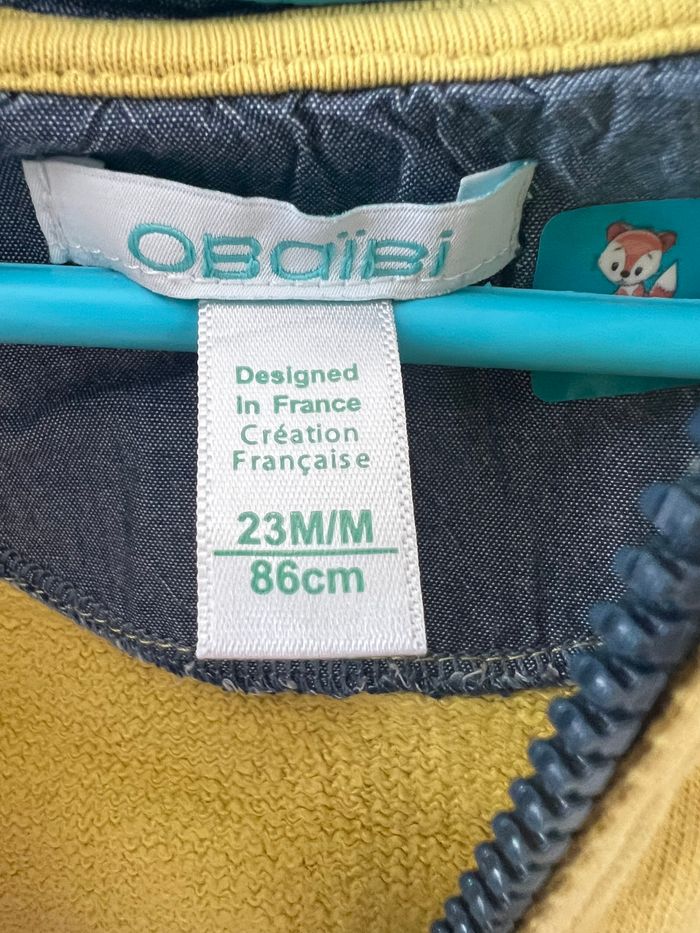 OBaïBi
Designed
in France
Création
Française
23M/M
86cm